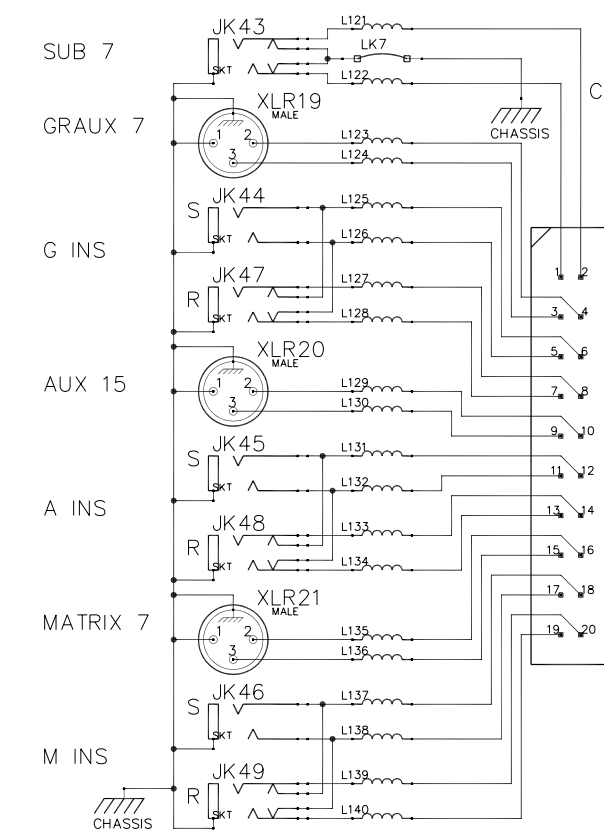 JK43
L121
SUB 7
LK7
SKT
L122
C
XLR19
MALE
CHASSIS
GRAUX 7
1 2
3
L123
L124
JK44
S
L125
SKT
L126
G INS
JK47
L127
1 2
R
SKT
L128
3 4
XLR20
MALE
5 6
AUX 15
1 2
3
L129
L130
7 8
9 10
JK45
S
L131
SKT
L132
11 12
A INS
JK48
L133
13 14
R
SKT
L134
15 16
XLR21
MALE
17 18
MATRIX 7
1 2
3
L135
L136
19 20
JK46
S
L137
SKT
L138
M INS
JK49
L139
R
SKT
L140
CHASSIS